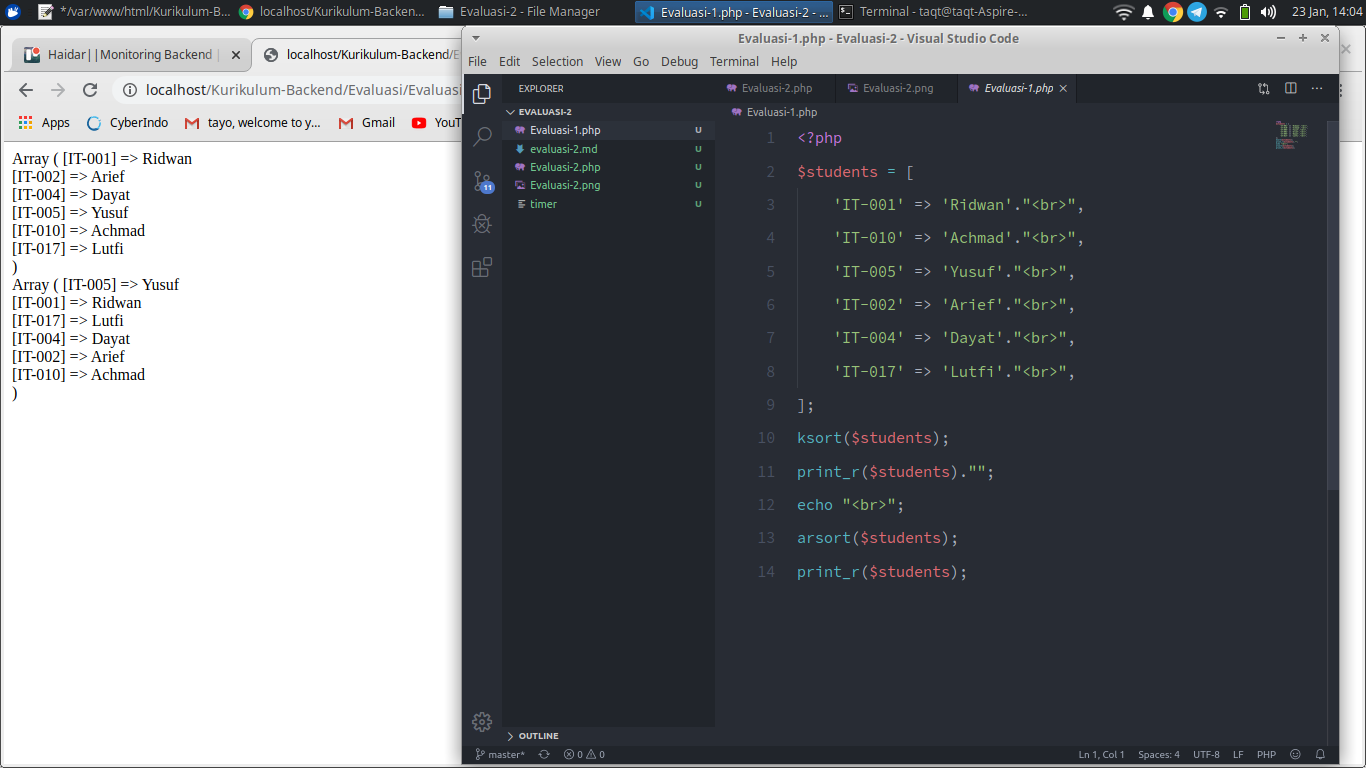 */var/www/html/Kurikulum-B...
localhost/Kurikulum-Backen...
Evaluasi-2 - File Manager
Evaluasi-1.php - Evaluasi-2 - ...
Terminal - taqt@taqt-Aspire-...
23 Jan, 14:04
Haidar||Monitoring Backend |
localhost/Kurikulum-Backend/E
localhost/Kurikulum-Backend/Evaluasi/Evaluasi
Apps
CyberIndo
tayo, welcome to y...
Gmail
YouT
Array ( [IT-001] => Ridwan
[IT-002] => Arief
[IT-004] => Dayat
[IT-005] => Yusuf
[IT-010] => Achmad
[IT-017] => Lutfi
)
Array ( [IT-005] => Yusuf
[IT-001] => Ridwan
[IT-017] => Lutfi
[IT-004] => Dayat
[IT-002] => Arief
[IT-010] => Achmad
)
Evaluasi-1.php - Evaluasi-2 - Visual Studio Code
File Edit Selection View Go Debug Terminal Help
EXPLORER
EVALUASI-2
Evaluasi-1.php U
evaluasi-2.md U
Evaluasi-2.php U
Evaluasi-2.png U
timer U
11
OUTLINE
Evaluasi-2.php
Evaluasi-2.png
Evaluasi-1.php
Evaluasi-1.php
1 <?php
2 $students = [
3 'IT-001' => 'Ridwan'."<br>",
4 'IT-010' => 'Achmad'."<br>",
5 'IT-005' => 'Yusuf'."<br>",
6 'IT-002' => 'Arief'."<br>",
7 'IT-004' => 'Dayat'."<br>",
8 'IT-017' => 'Lutfi'."<br>",
9 ];
10 ksort($students);
11 print_r($students)."";
12 echo "<br>";
13 arsort($students);
14 print_r($students);
master* 0 0 Ln 1, Col 1 Spaces: 4 UTF-8 LF PHP